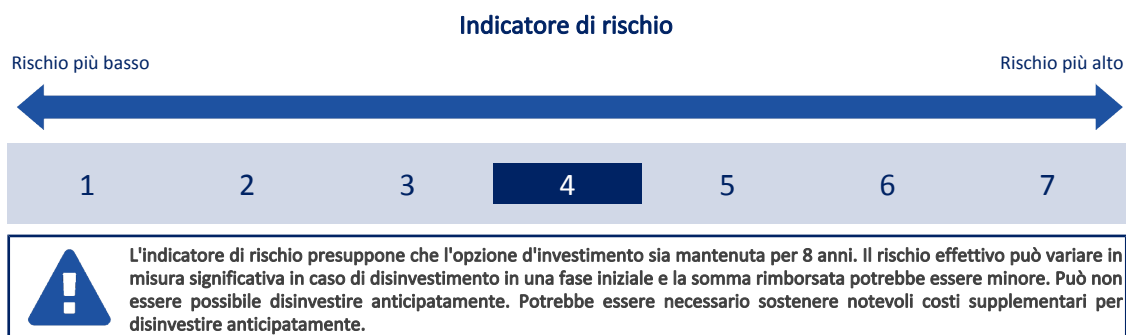 Indicatore di rischio
Rischio più basso Rischio più alto
1 2 3 4 5 6 7
L'indicatore di rischio presuppone che l'opzione d'investimento sia mantenuta per 8 anni. Il rischio effettivo può variare in
misura significativa in caso di disinvestimento in una fase iniziale e la somma rimborsata potrebbe essere minore. Può non
essere possibile disinvestire anticipatamente. Potrebbe essere necessario sostenere notevoli costi supplementari per
disinvestire anticipatamente.